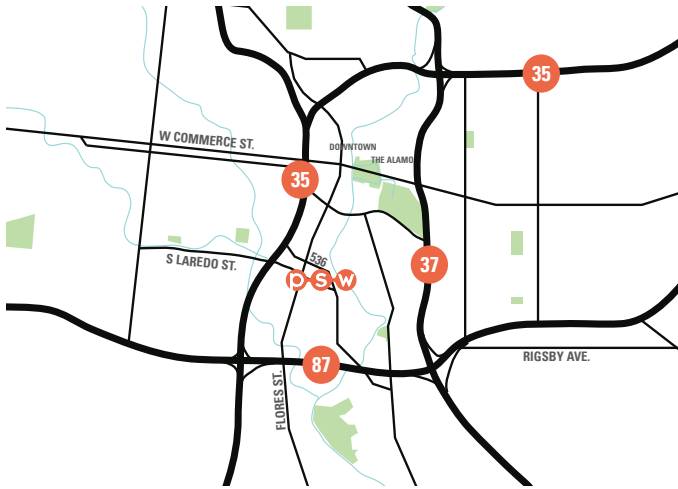 35
W COMMERCE ST.
DOWNTOWN
THE ALAMO
35
S LAREDO ST.
536
37
psw
RIGSBY AVE.
87
FLORES ST.